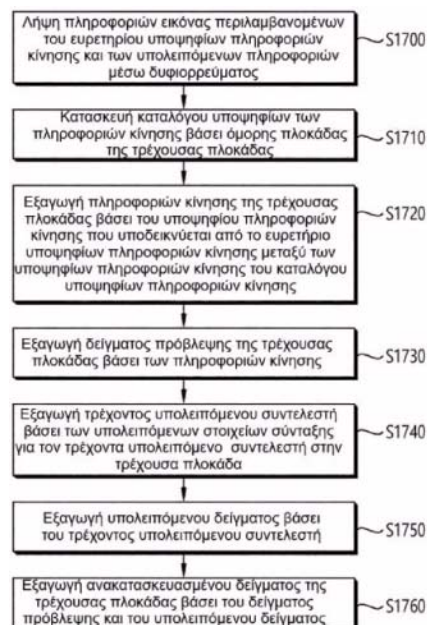 Λήψη πληροφοριών εικόνας περιλαμβανομένων
του ευρετηρίου υποψηφίων πληροφοριών
κίνησης και των υπολειπόμενων πληροφοριών
μέσω δυφιορρεύματος
S1700
Κατασκευή καταλόγου υποψηφίων των
πληροφοριών κίνησης βάσει όμορης πλοκάδας
της τρέχουσας πλοκάδας
S1710
Εξαγωγή πληροφοριών κίνησης της τρέχουσας
πλοκάδας βάσει του υποψηφίου πληροφοριών
κίνησης που υποδεικνύεται από το ευρετήριο
υποψηφίων πληροφοριών κίνησης μεταξύ των
υποψηφίων πληροφοριών κίνησης του καταλόγου
υποψηφίων πληροφοριών κίνησης
S1720
Εξαγωγή δείγματος πρόβλεψης της τρέχουσας
πλοκάδας βάσει των πληροφοριών κίνησης
S1730
Εξαγωγή τρέχοντος υπολειπόμενου συντελεστή
βάσει των υπολειπόμενων στοιχείων σύνταξης
για τον τρέχοντα υπολειπόμενο συντελεστή στην
τρέχουσα πλοκάδα
S1740
Εξαγωγή υπολειπόμενου δείγματος βάσει
του τρέχοντος υπολειπόμενου συντελεστή
S1750
Εξαγωγή ανακατασκευασμένου δείγματος της
τρέχουσας πλοκάδας βάσει του δείγματος
πρόβλεψης και του υπολειπόμενου δείγματος
S1760